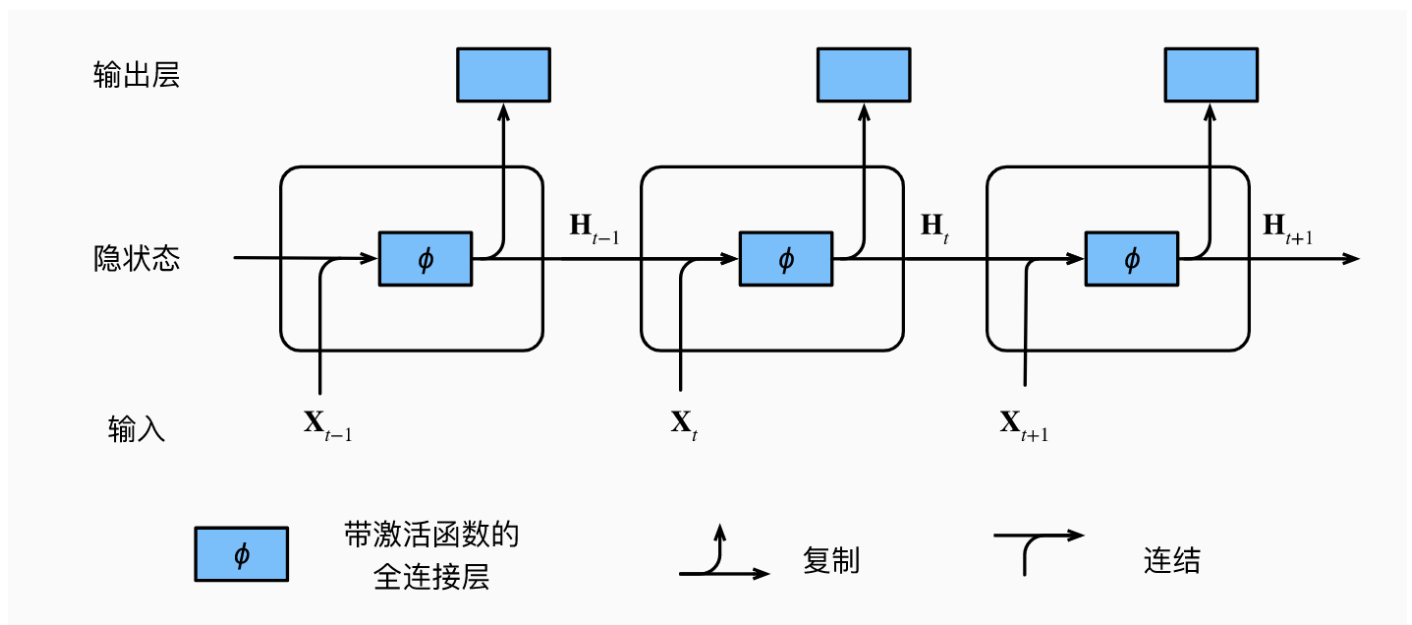 输出层
隐状态
ϕ
H_{t−1}
ϕ
H_t
ϕ
H_{t+1}
输入
X_{t−1}
X_t
X_{t+1}
ϕ
带激活函数的
全连接层
复制
连结